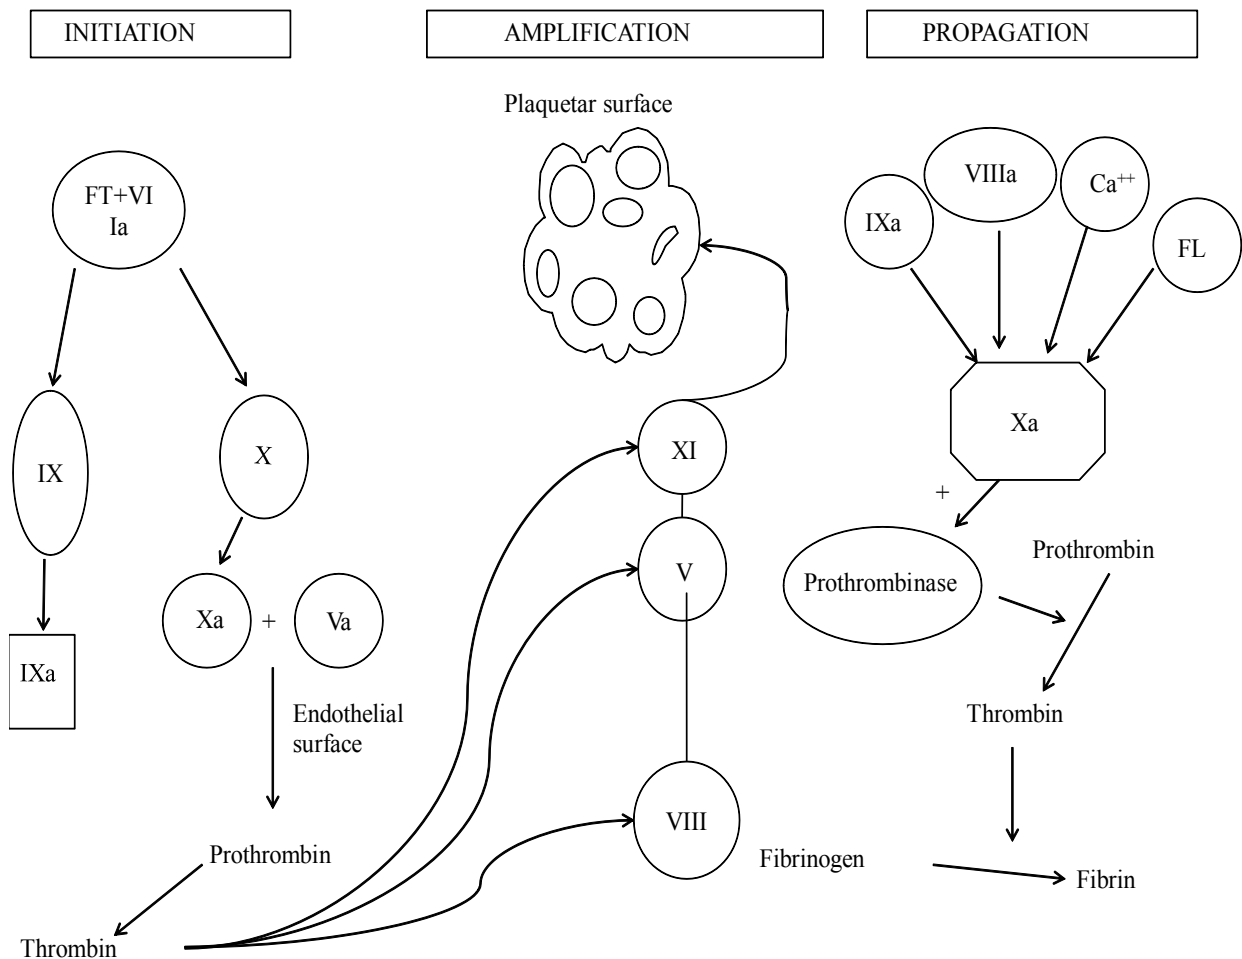 INITIATION
AMPLIFICATION
PROPAGATION
Plaquetar surface
FT+VI
Ia
IX
X
IXa
Xa
+
Va
Endothelial
surface
Prothrombin
Thrombin
XI
V
VIII
IXa
VIIIa
Ca++
FL
Xa
+
Prothrombinase
Prothrombin
Thrombin
Fibrinogen
Fibrin